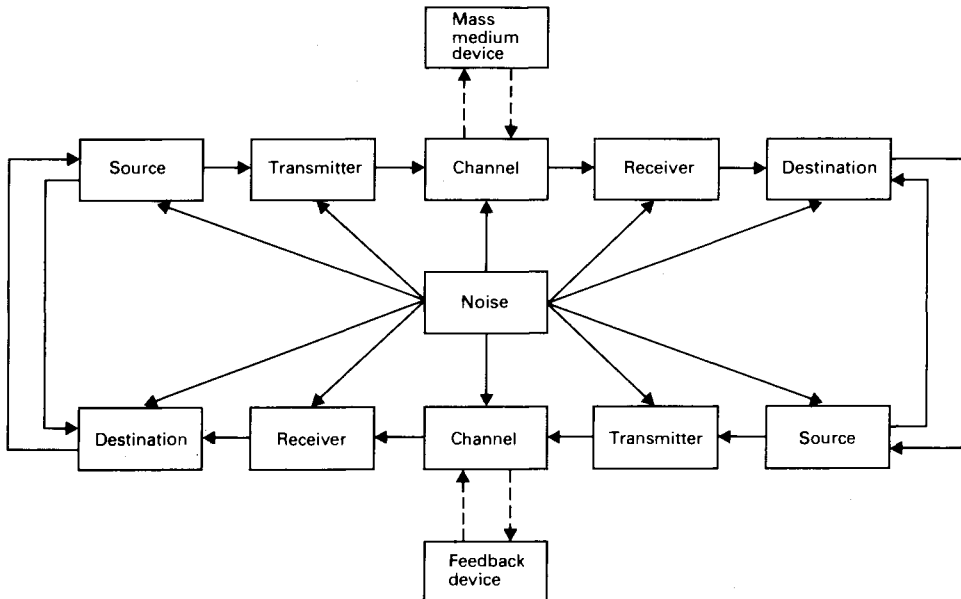 Mass
medium
device
Source
Transmitter
Channel
Receiver
Destination
Noise
Destination
Receiver
Channel
Transmitter
Source
Feedback
device